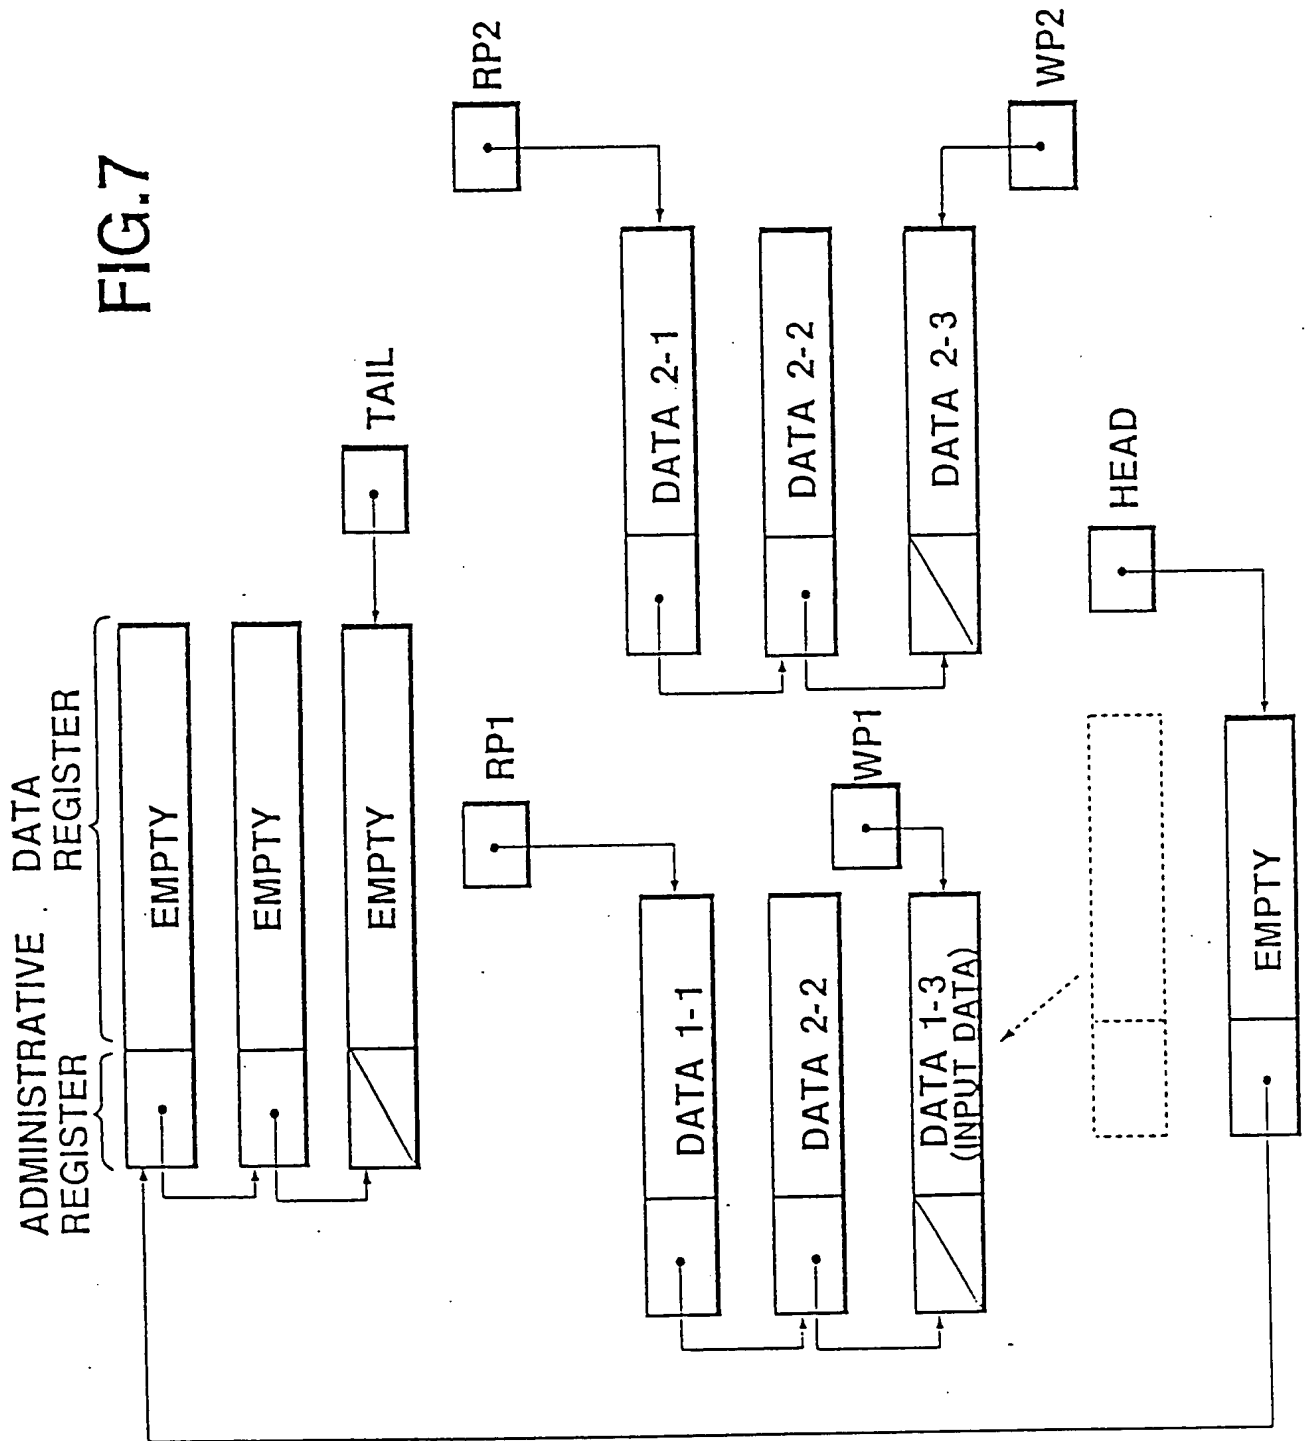 FIG.7
ADMINISTRATIVE
REGISTER
DATA
REGISTER
EMPTY
EMPTY
EMPTY
TAIL
RP1
DATA 1-1
DATA 2-2
DATA 1-3
(INPUT DATA)
WP1
RP2
DATA 2-1
DATA 2-2
DATA 2-3
WP2
HEAD
EMPTY